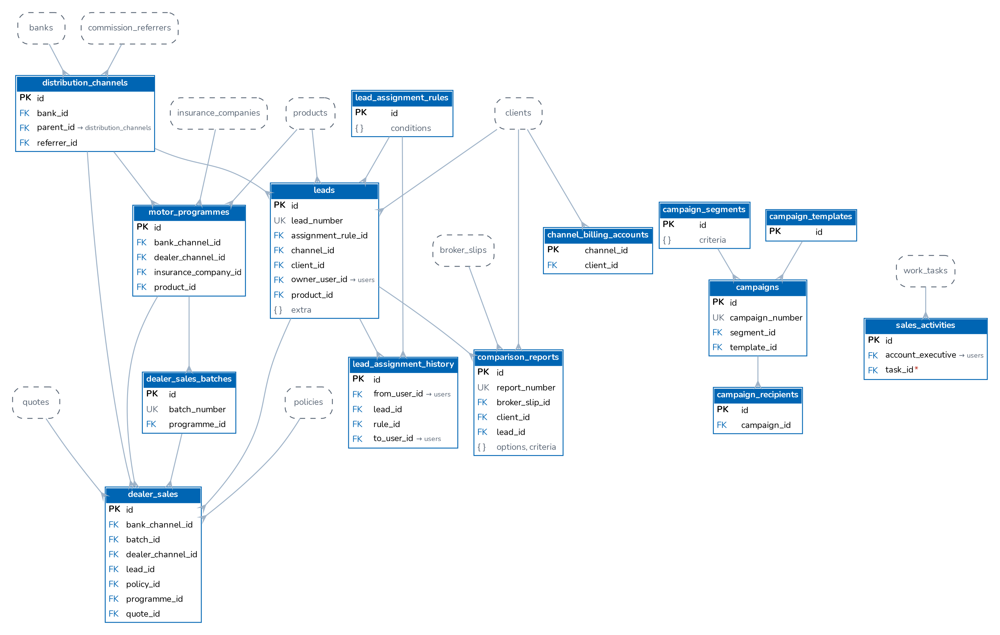 banks
commission_referrers
distribution_channels
PK id
FK bank_id
FK parent_id → distribution_channels
FK referrer_id
insurance_companies
products
lead_assignment_rules
PK id
{ } conditions
clients
leads
PK id
UK lead_number
FK assignment_rule_id
FK channel_id
FK client_id
FK owner_user_id → users
FK product_id
{ } extra
motor_programmes
PK id
FK bank_channel_id
FK dealer_channel_id
FK insurance_company_id
FK product_id
broker_slips
channel_billing_accounts
PK channel_id
FK client_id
campaign_segments
PK id
{ } criteria
campaign_templates
PK id
work_tasks
campaigns
PK id
UK campaign_number
FK segment_id
FK template_id
sales_activities
PK id
FK account_executive → users
FK task_id*
quotes
dealer_sales_batches
PK id
UK batch_number
FK programme_id
policies
lead_assignment_history
PK id
FK from_user_id → users
FK lead_id
FK rule_id
FK to_user_id → users
comparison_reports
PK id
UK report_number
FK broker_slip_id
FK client_id
FK lead_id
{ } options, criteria
campaign_recipients
PK id
FK campaign_id
dealer_sales
PK id
FK bank_channel_id
FK batch_id
FK dealer_channel_id
FK lead_id
FK policy_id
FK programme_id
FK quote_id